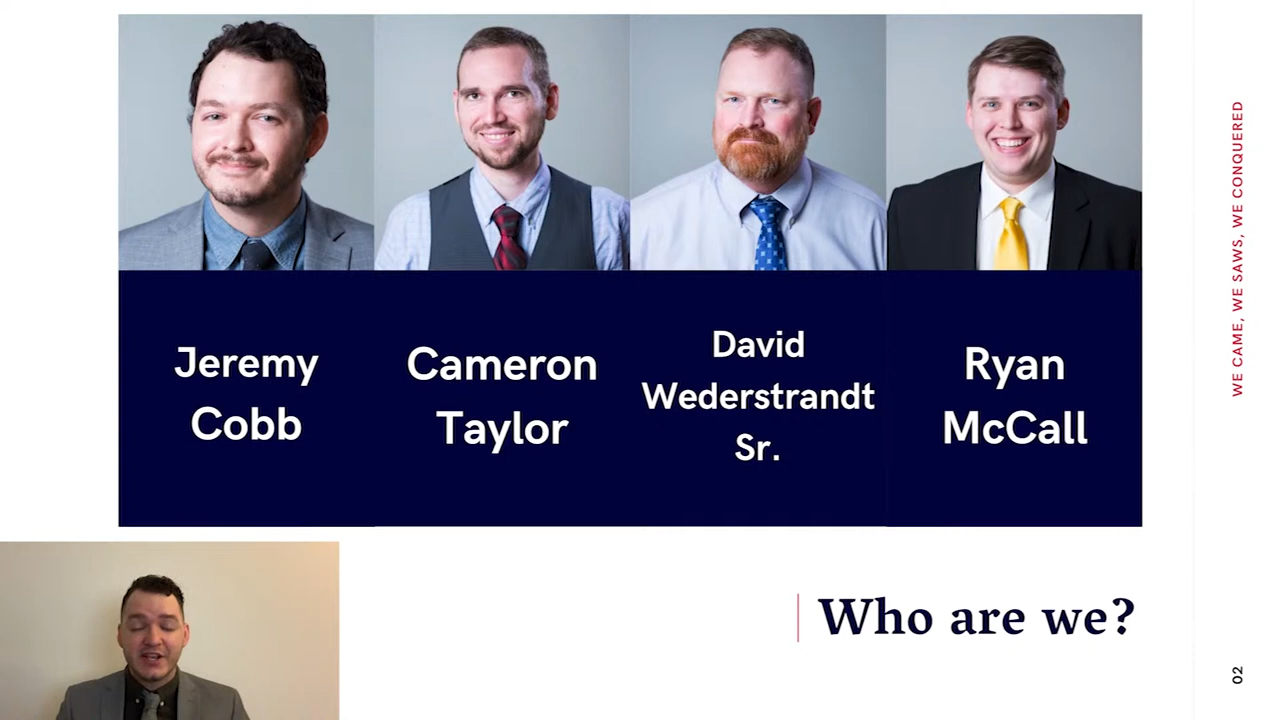 Jeremy
Cobb
Cameron
Taylor
David
Wederstrandt
Sr.
Ryan
McCall
Who are we?
WE CAME, WE SAWS, WE CONQUERED
02